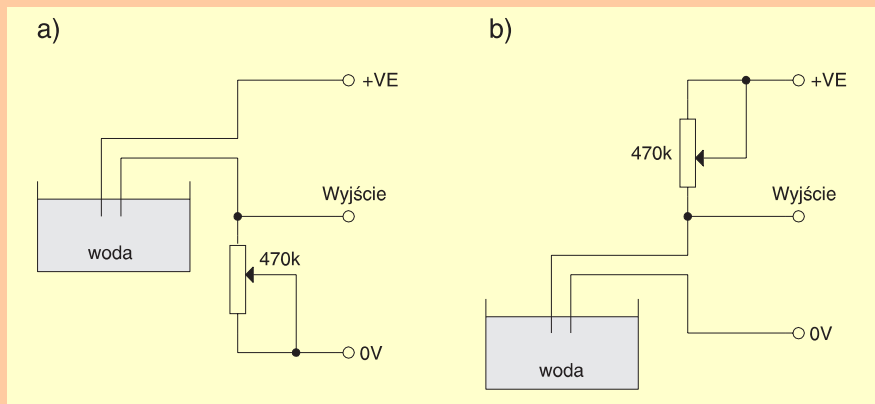 a)
+VE
Wyjście
470k
woda
0V
b)
+VE
470k
Wyjście
0V
woda